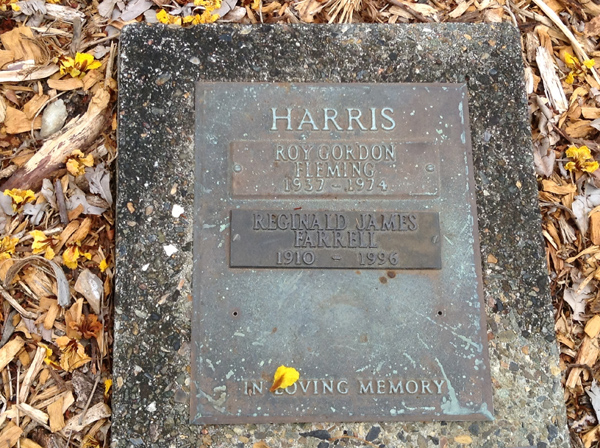 HARRIS
ROY GORDON
FLEMING
1937 - 1974
REGINALD JAMES
FARRELL
1910 - 1996
IN LOVING MEMORY